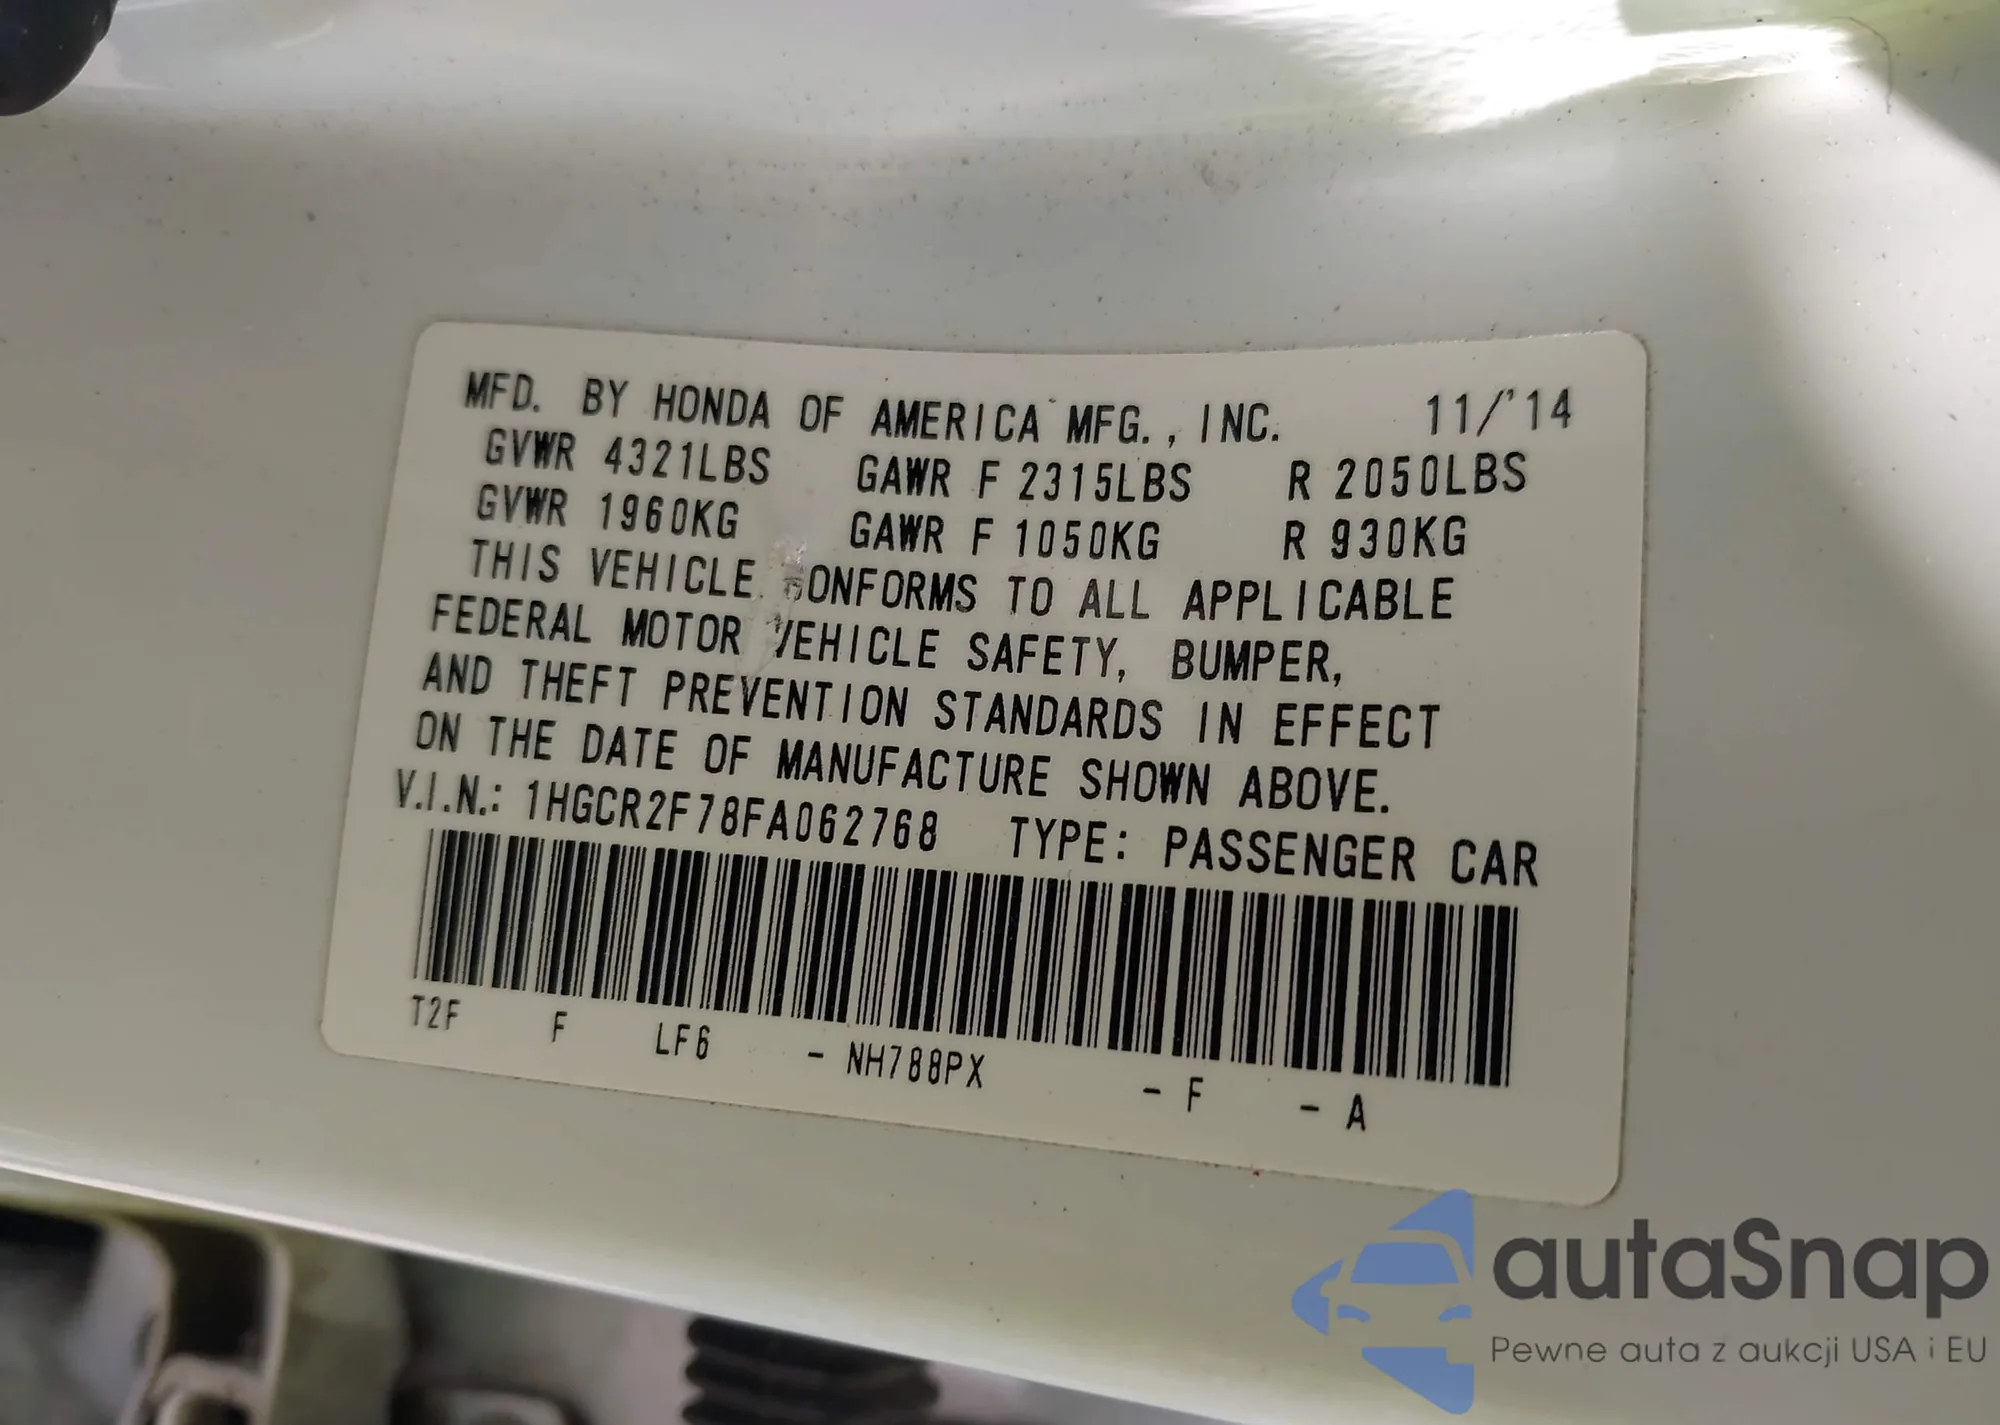 MFD. BY HONDA OF AMERICA MFG., INC. 11/'14
GVWR 4321LBS GAWR F 2315LBS R 2050LBS
GVWR 1960KG GAWR F 1050KG R 930KG
THIS VEHICLE CONFORMS TO ALL APPLICABLE
FEDERAL MOTOR VEHICLE SAFETY, BUMPER,
AND THEFT PREVENTION STANDARDS IN EFFECT
ON THE DATE OF MANUFACTURE SHOWN ABOVE.
V.I.N.: 1HGCR2F78FA062768 TYPE: PASSENGER CAR
T2F F LF6 - NH788PX - F - A
autaSnap
Pewne auta z aukcji USA i EU